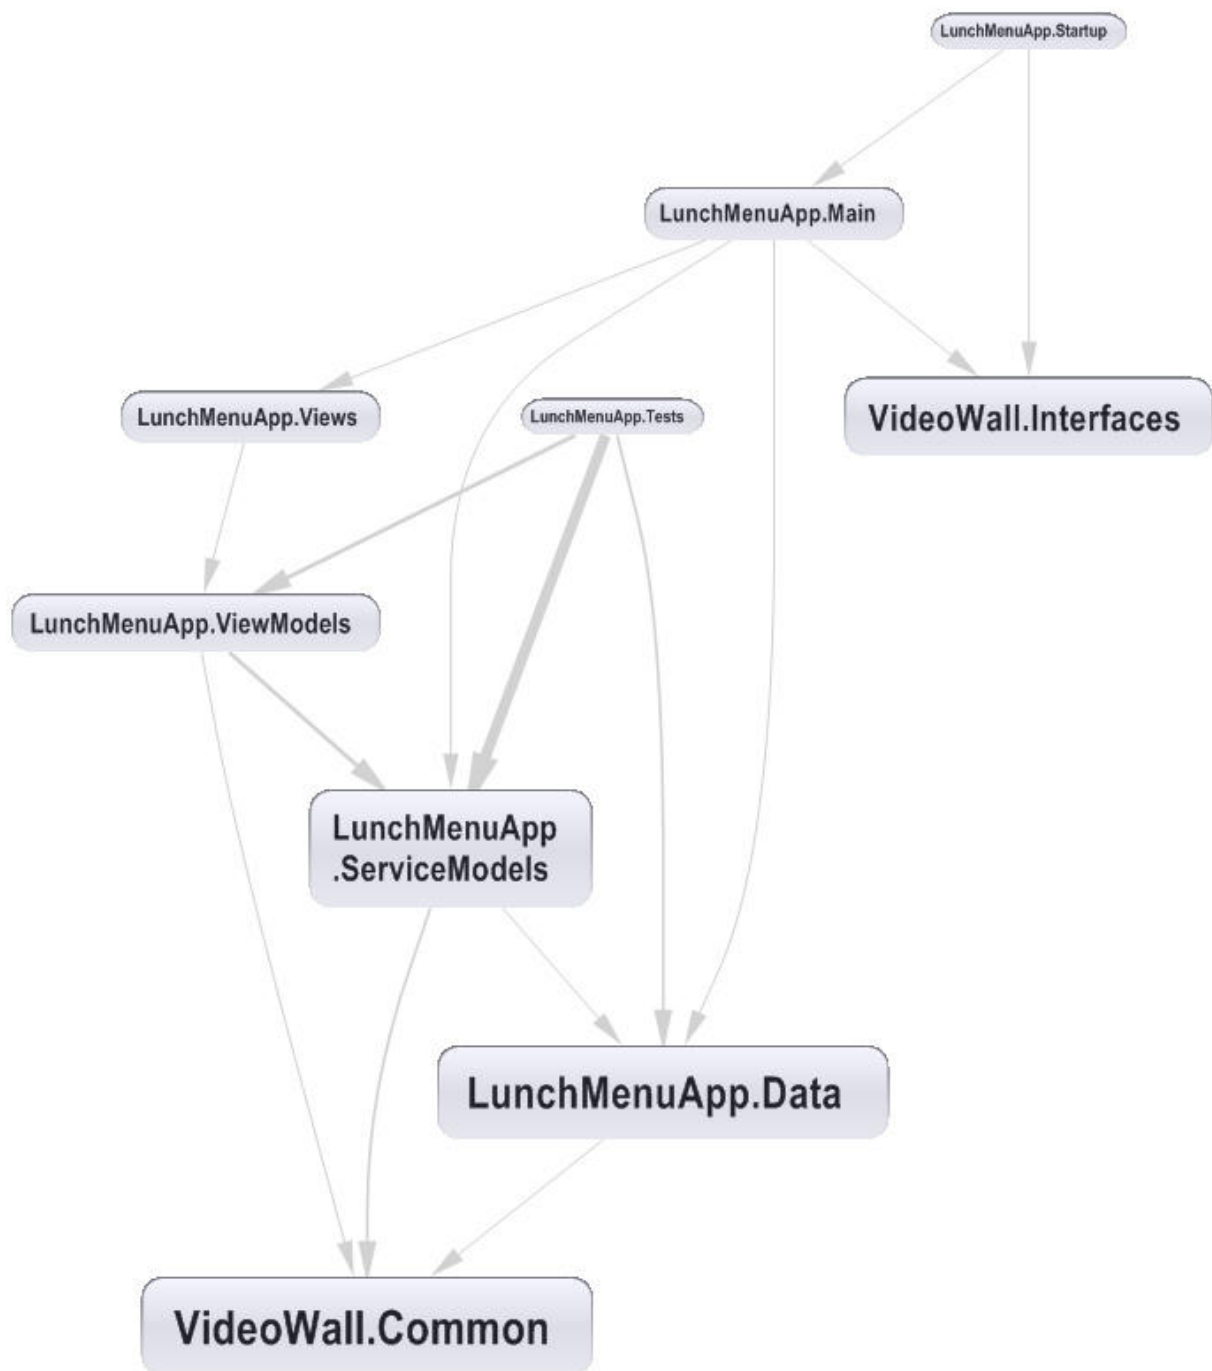 LunchMenuApp.Startup
LunchMenuApp.Main
LunchMenuApp.Views
LunchMenuApp.Tests
VideoWall.Interfaces
LunchMenuApp.ViewModels
LunchMenuApp
.ServiceModels
LunchMenuApp.Data
VideoWall.Common